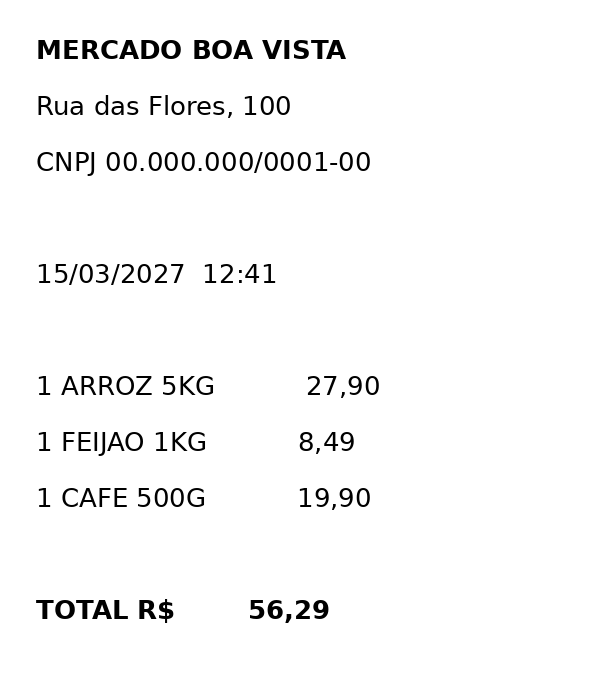 MERCADO BOA VISTA
Rua das Flores, 100
CNPJ 00.000.000/0001-00
15/03/2027 12:41
1 ARROZ 5KG 27,90
1 FEIJAO 1KG 8,49
1 CAFE 500G 19,90
TOTAL R$ 56,29